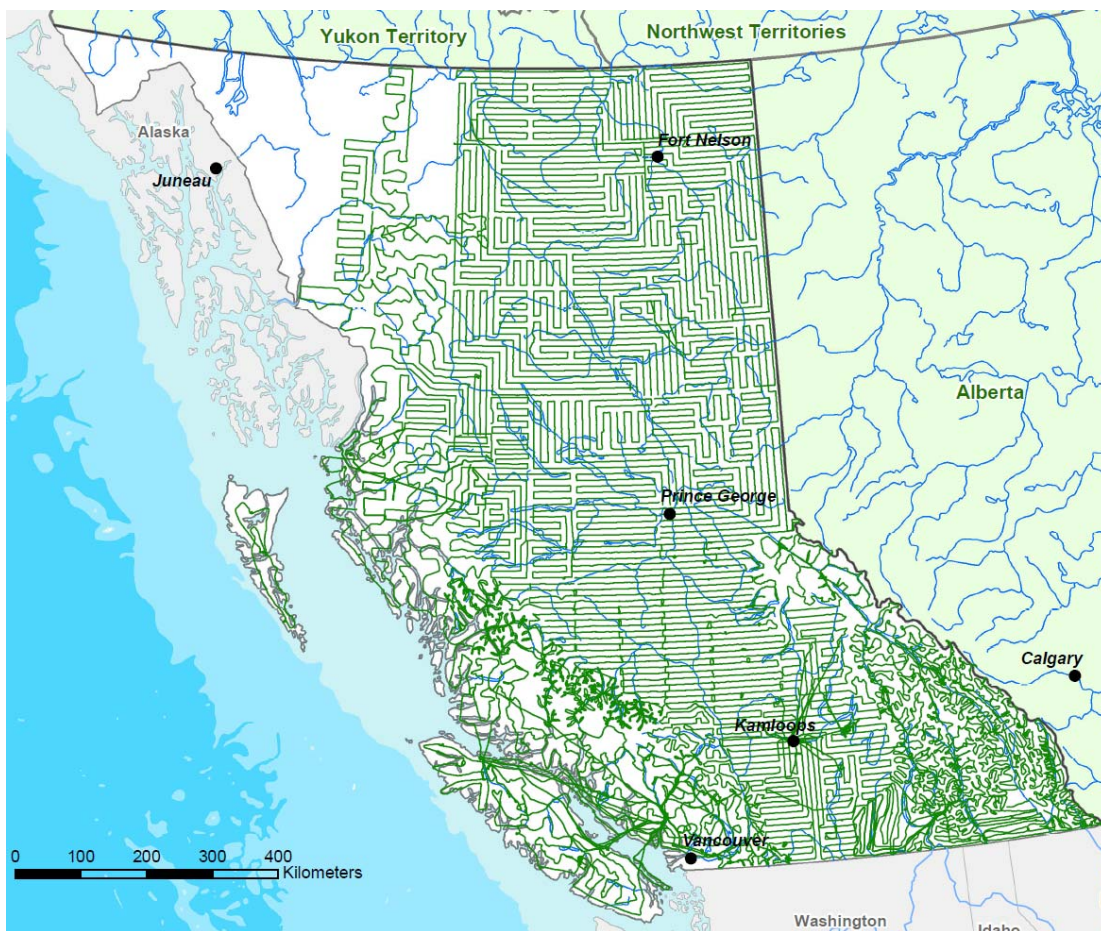 Yukon Territory
Northwest Territories
Alaska
Juneau
Fort Nelson
Alberta
Prince George
Calgary
Kamloops
Vancouver
0 100 200 300 400
Kilometers
Washington
Idaho